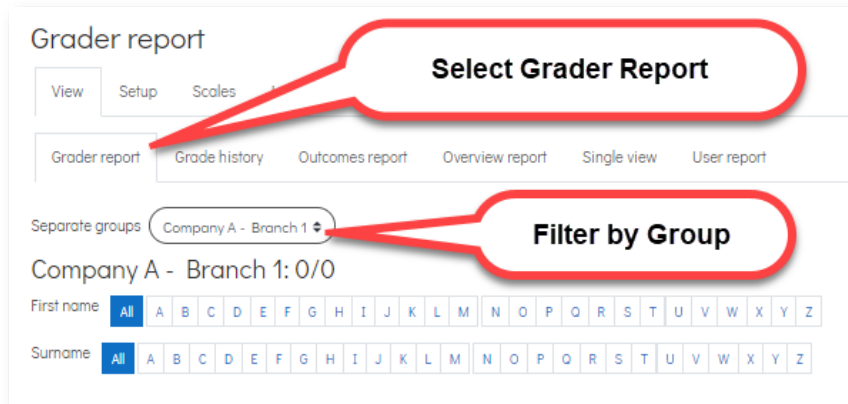 Grader report
Select Grader Report
View Setup Scales
Grader report Grade history Outcomes report Overview report Single view User report
Separate groups Company A - Branch 1
Filter by Group
Company A - Branch 1: 0/0
First name All A B C D E F G H I J K L M N O P Q R S T U V W X Y Z
Surname All A B C D E F G H I J K L M N O P Q R S T U V W X Y Z